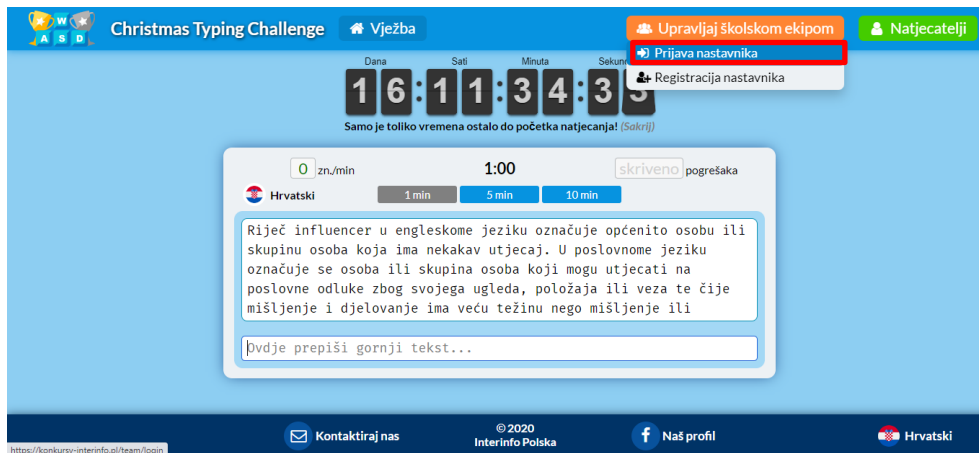 W
A S D
Christmas Typing Challenge
Vježba
Upravljaj školskom ekipom
Natjecatelji
Prijava nastavnika
Registracija nastavnika
Dana Sati Minuta
16:11:34:33
Samo je toliko vremena ostalo do početka natjecanja! (Sakrij)
0 zn./min
1:00
skriveno pogrešaka
Hrvatski
1 min
5 min
10 min
Riječ influencer u engleskome jeziku označuje općenito osobu ili
skupinu osoba koja ima nekakav utjecaj. U poslovnome jeziku
označuje se osoba ili skupina osoba koji mogu utjecati na
poslovne odluke zbog svojega ugleda, položaja ili veza te čije
mišljenje i djelovanje ima veću težinu nego mišljenje ili
Ovdje prepiši gornji tekst...
Kontaktiraj nas
© 2020
Interinfo Polska
Naš profil
Hrvatski
https://konkursy-interinfo.pl/team/login